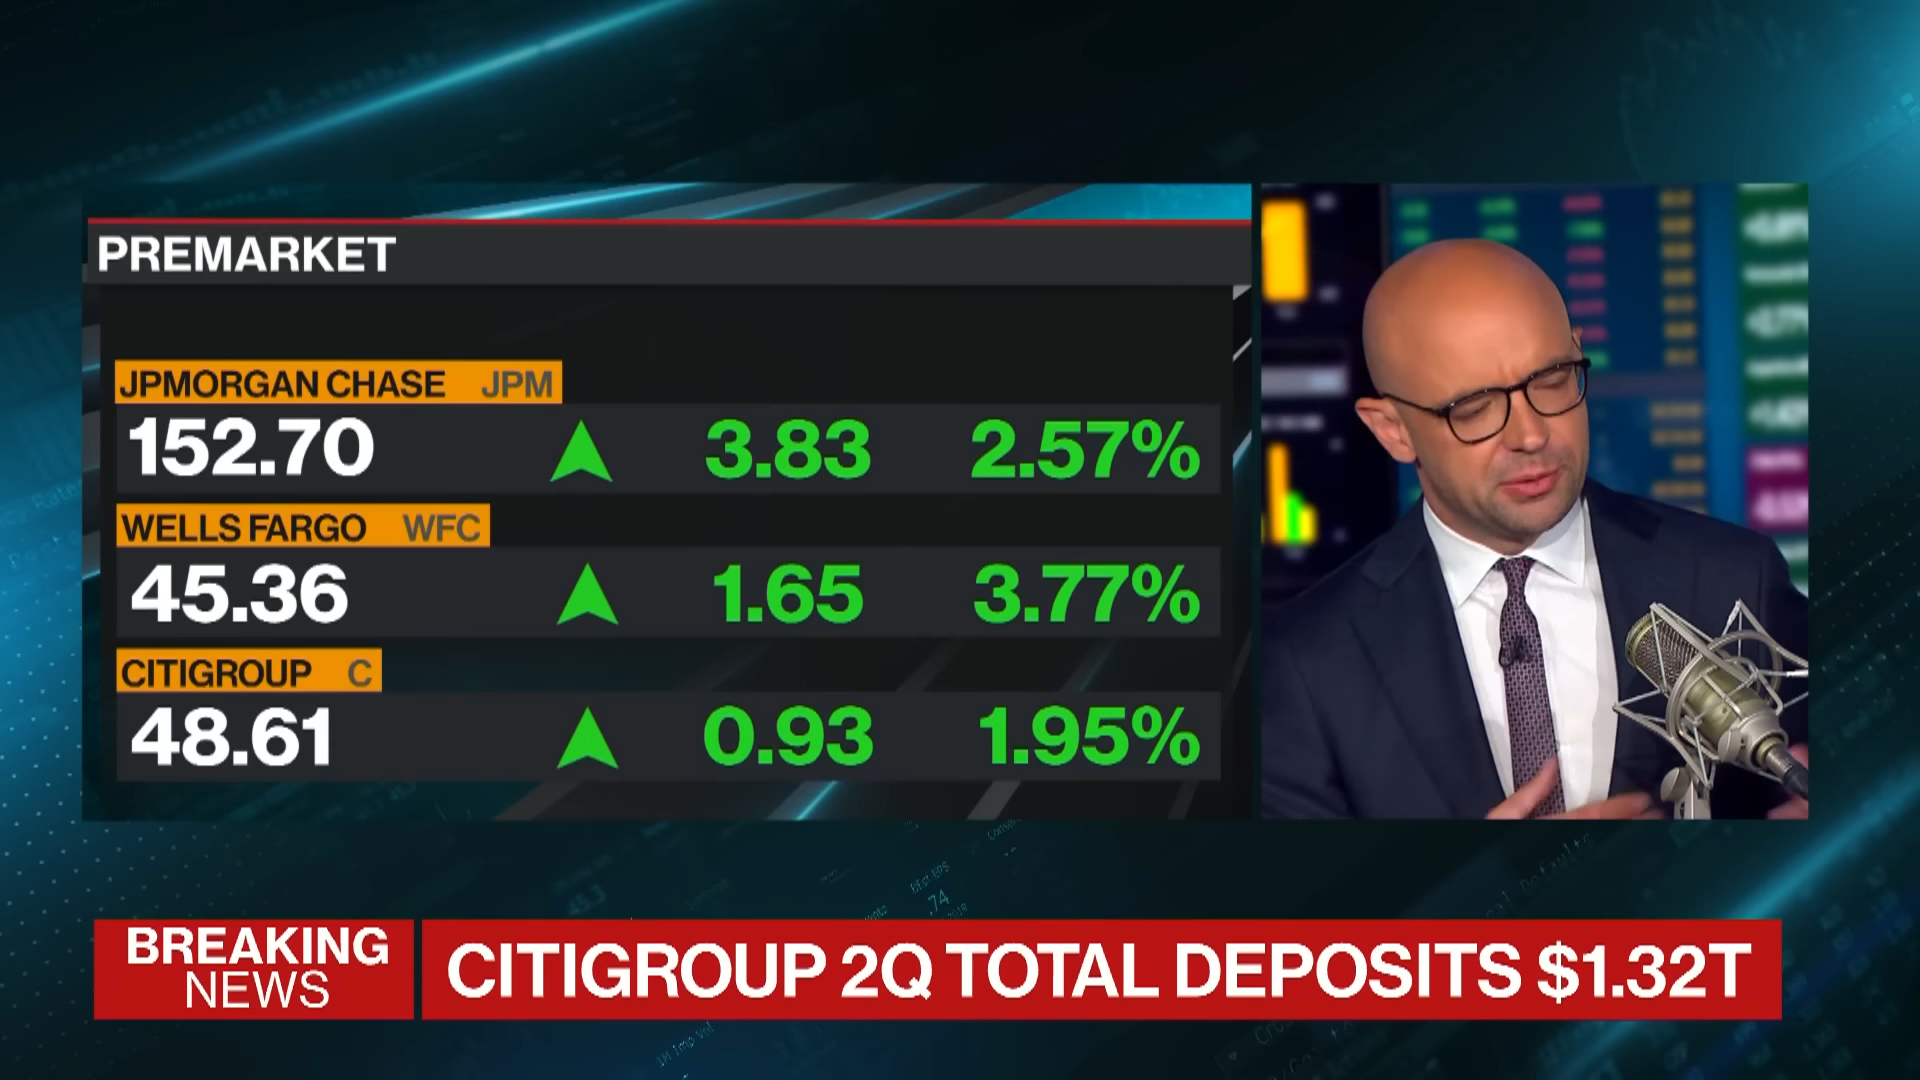 PREMARKET
JPMORGAN CHASE JPM
152.70 3.83 2.57%
WELLS FARGO WFC
45.36 1.65 3.77%
CITIGROUP C
48.61 0.93 1.95%
BREAKING
NEWS
CITIGROUP 2Q TOTAL DEPOSITS $1.32T